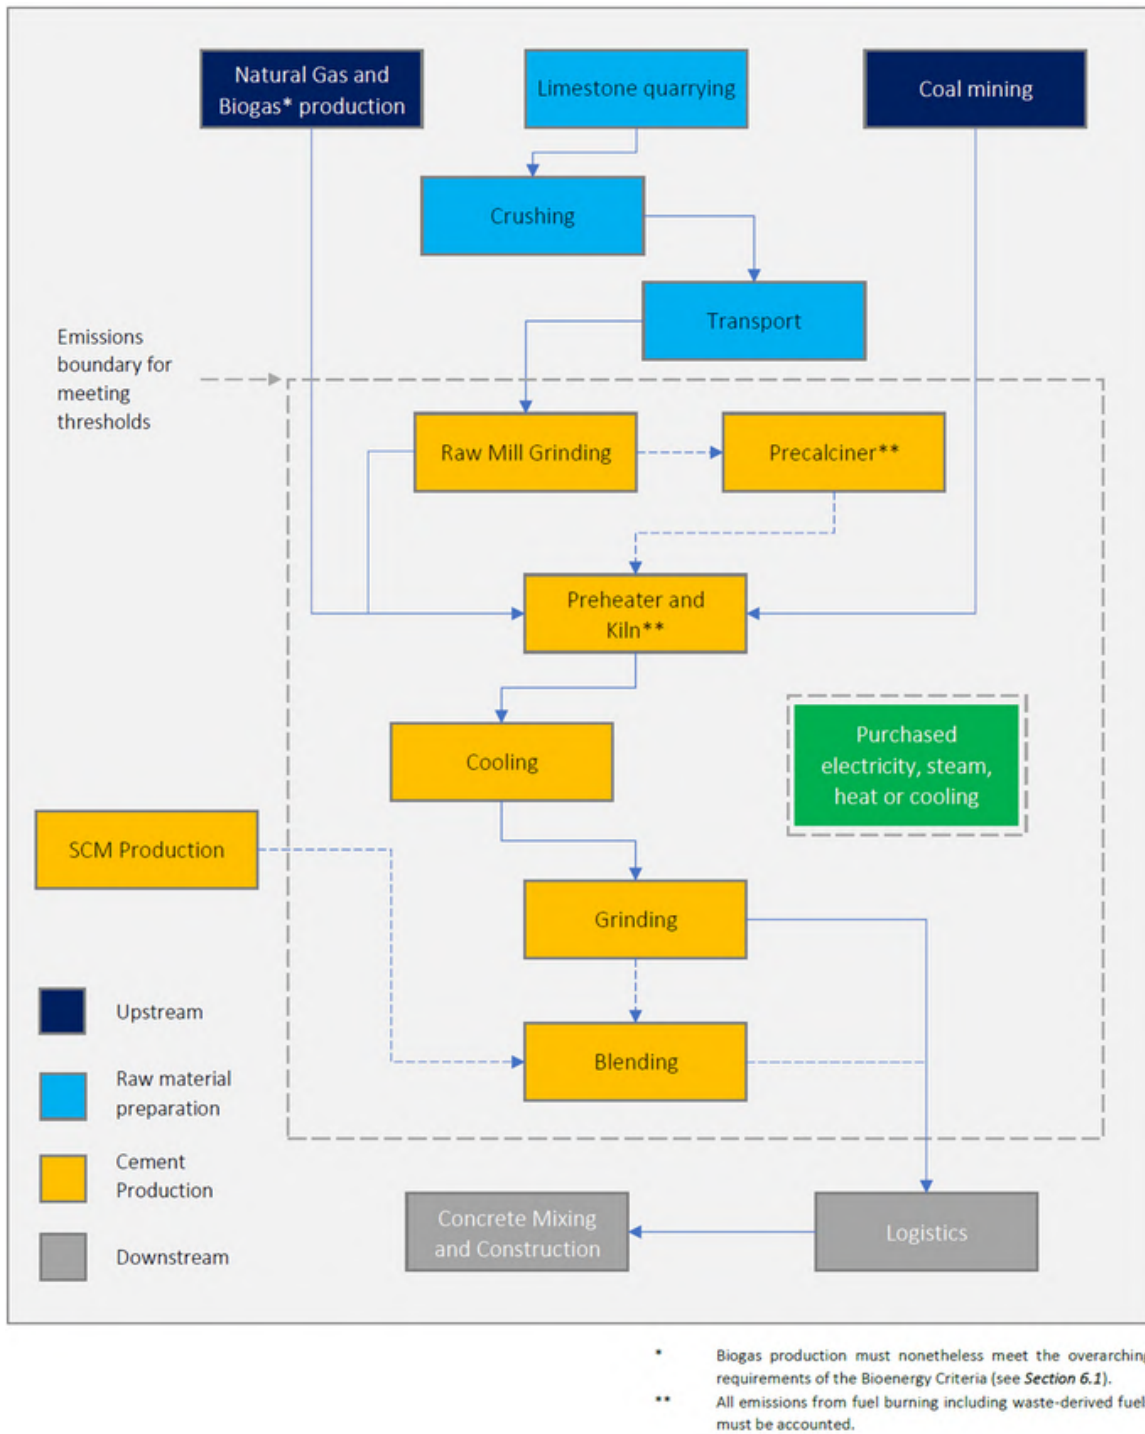 Natural Gas and
Biogas* production
Limestone quarrying
Coal mining
Crushing
Transport
Emissions
boundary for
meeting
thresholds
Raw Mill Grinding
Precalciner**
Preheater and
Kiln**
Cooling
Purchased
electricity, steam,
heat or cooling
SCM Production
Grinding
Blending
Upstream
Raw material
preparation
Cement
Production
Downstream
Concrete Mixing
and Construction
Logistics
* Biogas production must nonetheless meet the overarching
requirements of the Bioenergy Criteria (see Section 6.1).
** All emissions from fuel burning including waste-derived fuel
must be accounted.